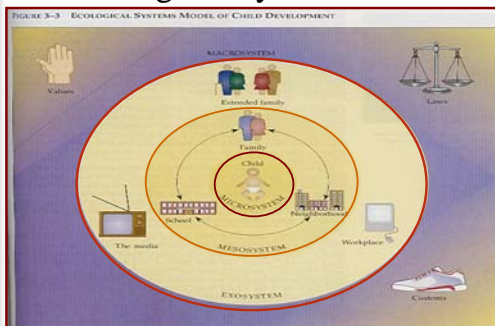 FIGURE 3–3 ECOLOGICAL SYSTEMS MODEL OF CHILD DEVELOPMENT
MACROSYSTEM
Values
Extended family
Laws
Family
Child
MICROSYSTEM
School
Neighborhood
The media
MESOSYSTEM
Workplace
EXOSYSTEM
Customs